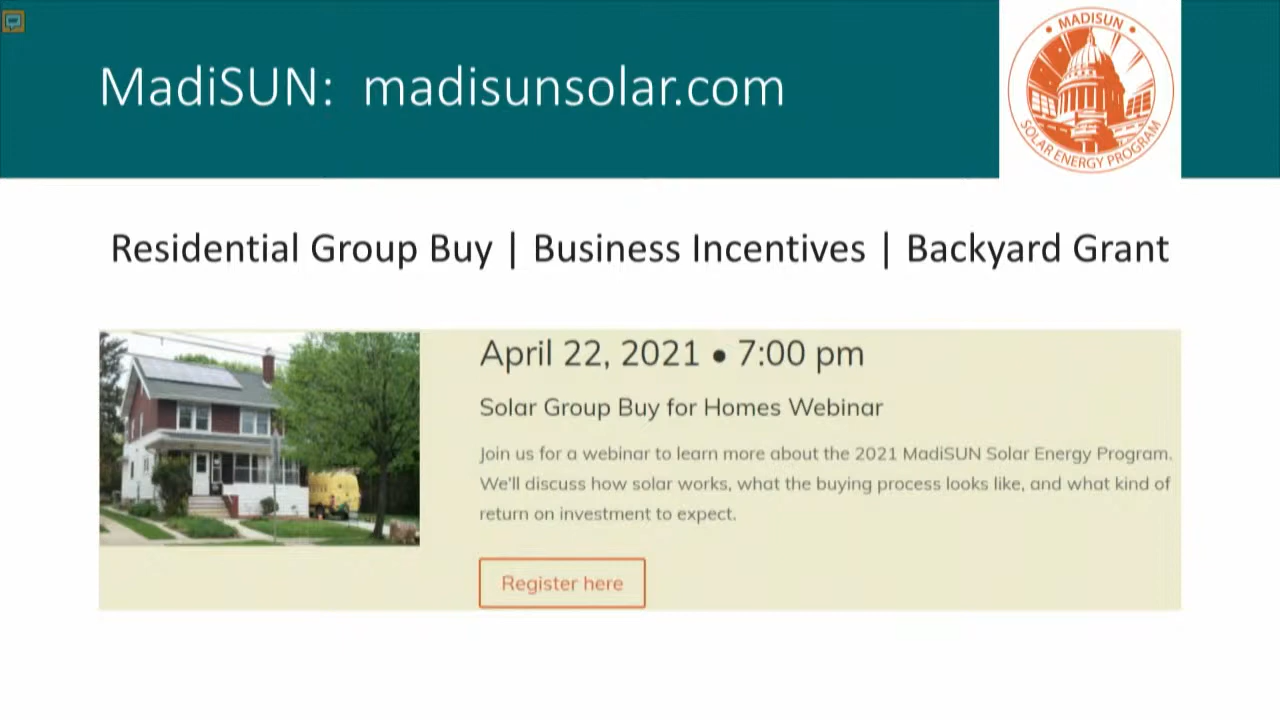 MadiSUN: madisunsolar.com
MADISUN
SOLAR ENERGY PROGRAM
Residential Group Buy | Business Incentives | Backyard Grant
April 22, 2021 • 7:00 pm
Solar Group Buy for Homes Webinar
Join us for a webinar to learn more about the 2021 MadiSUN Solar Energy Program.
We'll discuss how solar works, what the buying process looks like, and what kind of
return on investment to expect.
Register here